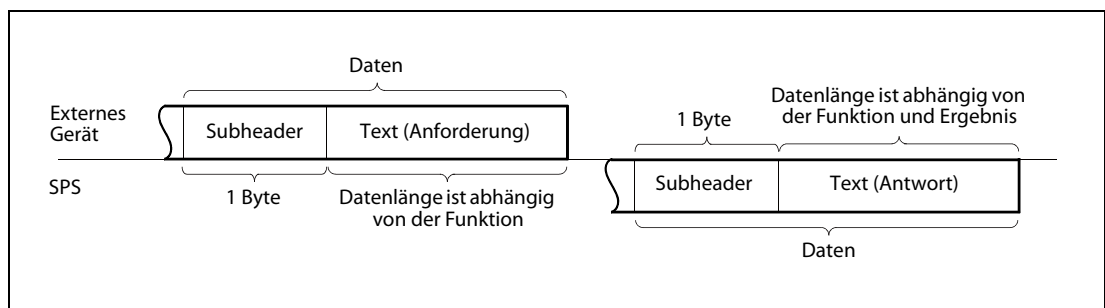 Daten
Externes
Gerät
Subheader
Text (Anforderung)
1 Byte
Datenlänge ist abhängig
von der Funktion
SPS
Datenlänge ist abhängig von
der Funktion und Ergebnis
1 Byte
Subheader
Text (Antwort)
Daten